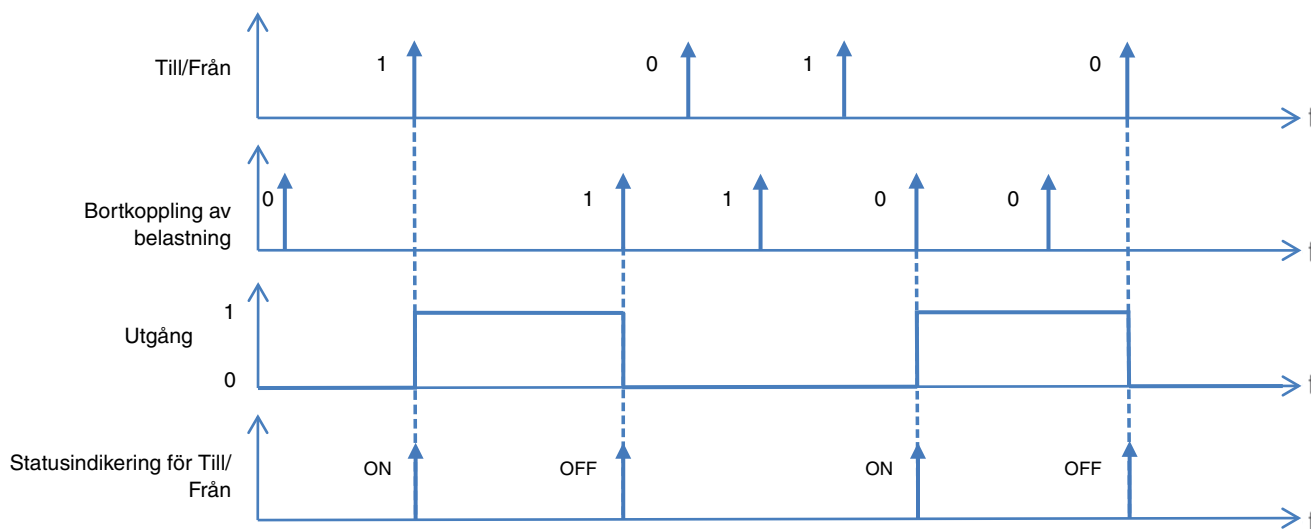 Till/Från
1
0
1
0
t
Bortkoppling av
belastning
0
1
1
0
0
t
Utgång
1
0
t
Statusindikering för Till/
Från
ON
OFF
ON
OFF
t